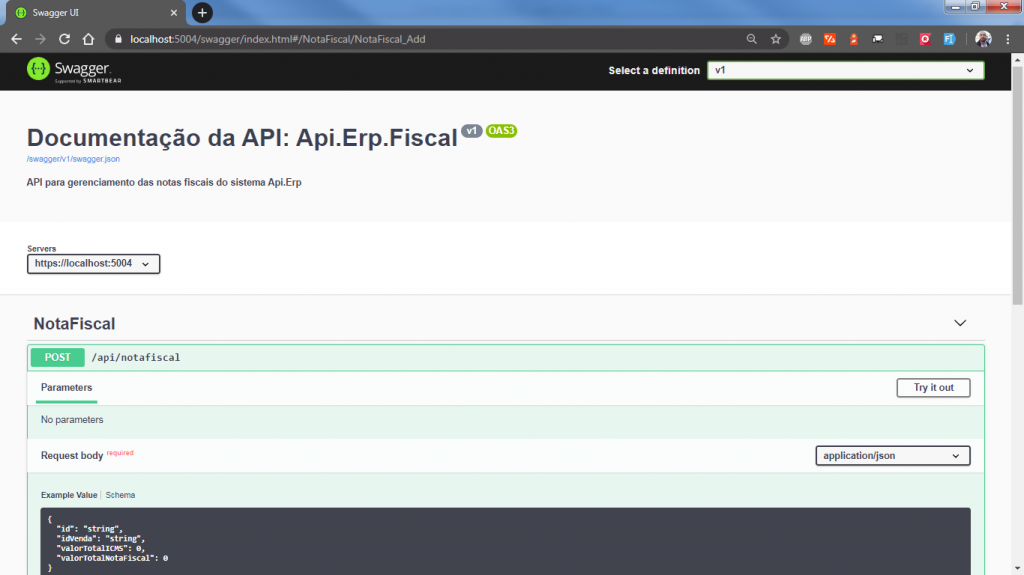 Swagger UI
localhost:5004/swagger/index.html#/NotaFiscal/NotaFiscal_Add
ABP
Swagger.
Supported by SMARTBEAR
Select a definition
v1
Documentação da API: Api.Erp.Fiscal v1 OAS3
/swagger/v1/swagger.json
API para gerenciamento das notas fiscais do sistema Api.Erp
Servers
https://localhost:5004
NotaFiscal
POST /api/notafiscal
Parameters
Try it out
No parameters
Request body required
application/json
Example Value | Schema
{
"id": "string",
"idVenda": "string",
"valorTotalICMS": 0,
"valorTotalNotaFiscal": 0
}